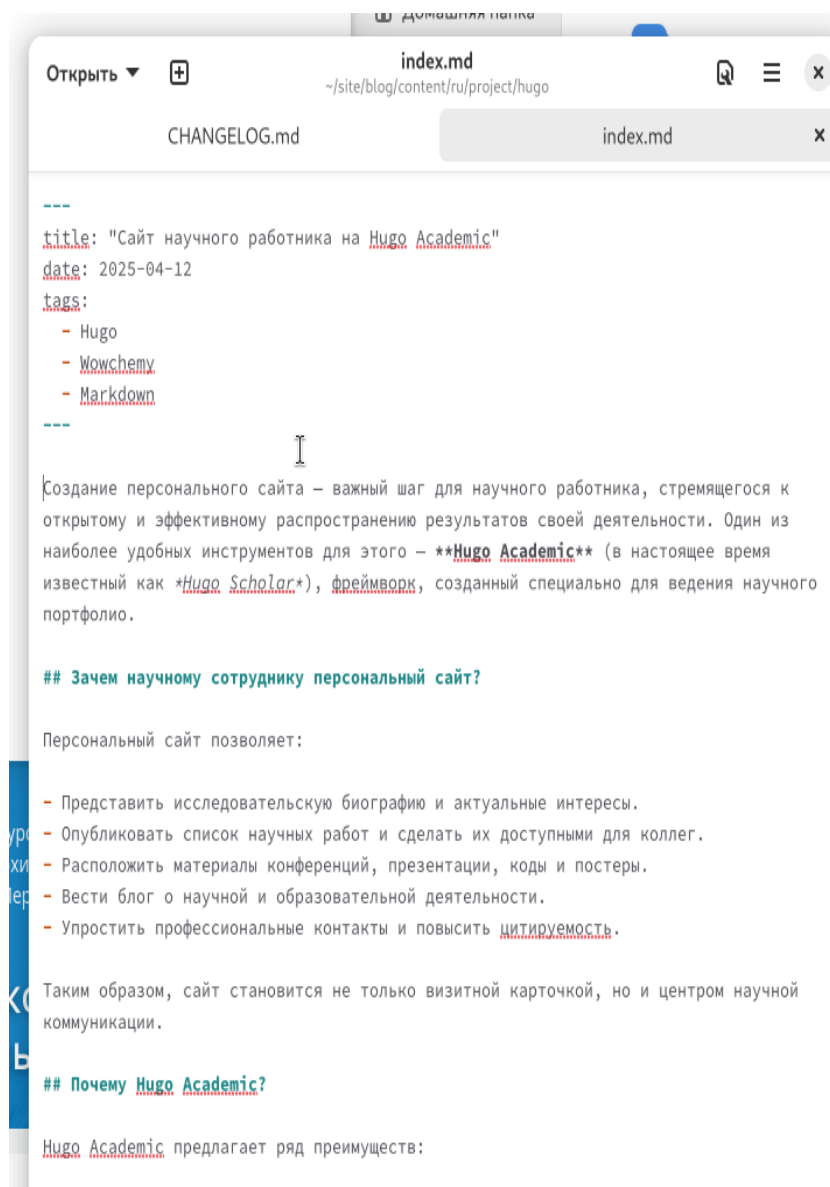 Домашняя папка
Открыть
index.md
~/site/blog/content/ru/project/hugo
CHANGELOG.md
index.md
---
title: "Сайт научного работника на Hugo Academic"
date: 2025-04-12
tags:
- Hugo
- Wowchemy
- Markdown
---
Создание персонального сайта — важный шаг для научного работника, стремящегося к
открытому и эффективному распространению результатов своей деятельности. Один из
наиболее удобных инструментов для этого — **Hugo Academic** (в настоящее время
известный как *Hugo Scholar*), фреймворк, созданный специально для ведения научного
портфолио.
## Зачем научному сотруднику персональный сайт?
Персональный сайт позволяет:
- Представить исследовательскую биографию и актуальные интересы.
- Опубликовать список научных работ и сделать их доступными для коллег.
- Расположить материалы конференций, презентации, коды и постеры.
- Вести блог о научной и образовательной деятельности.
- Упростить профессиональные контакты и повысить цитируемость.
Таким образом, сайт становится не только визитной карточкой, но и центром научной
коммуникации.
## Почему Hugo Academic?
Hugo Academic предлагает ряд преимуществ: